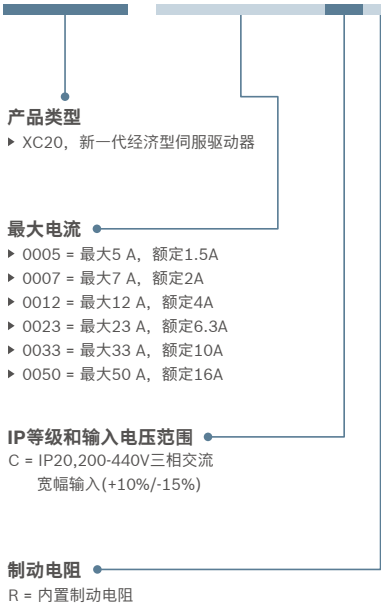 产品类型
▶ XC20，新一代经济型伺服驱动器
最大电流
▶ 0005 = 最大5 A，额定1.5A
▶ 0007 = 最大7 A，额定2A
▶ 0012 = 最大12 A，额定4A
▶ 0023 = 最大23 A，额定6.3A
▶ 0033 = 最大33 A，额定10A
▶ 0050 = 最大50 A，额定16A
IP等级和输入电压范围
C = IP20,200-440V三相交流
宽幅输入(+10%/-15%)
制动电阻
R = 内置制动电阻